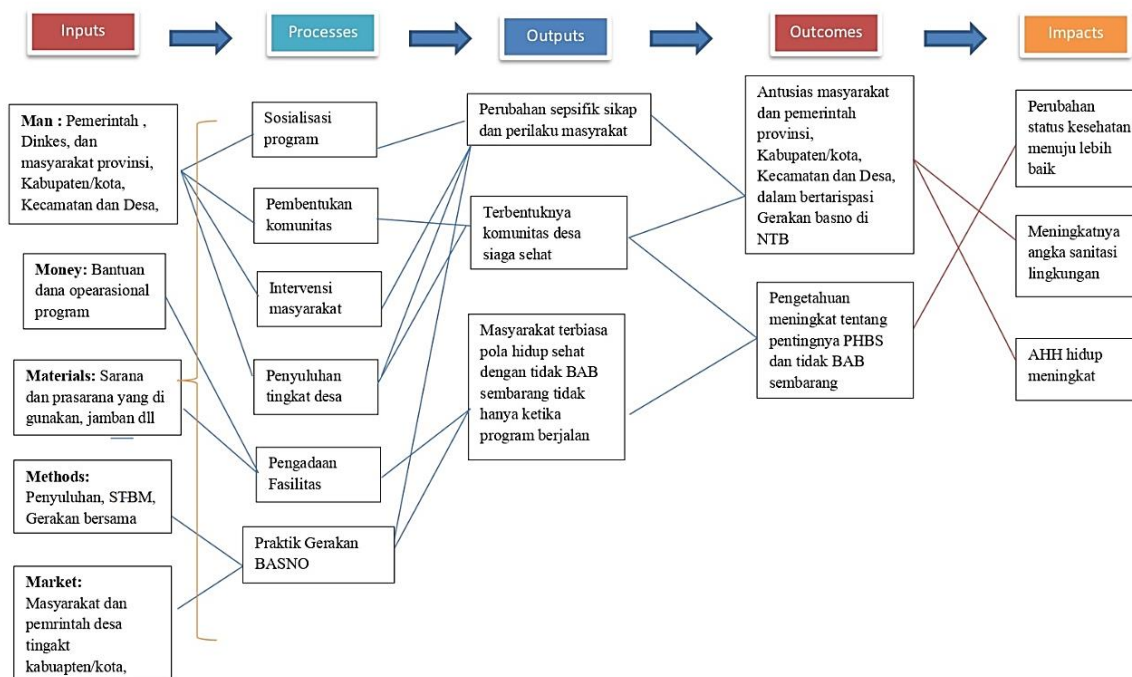 Inputs
Processes
Outputs
Outcomes
Impacts
Man : Pemerintah ,
Dinkes, dan
masyarakat provinsi,
Kabupaten/kota,
Kecamatan dan Desa,
Money: Bantuan
dana opearasional
program
Materials: Sarana
dan prasarana yang di
gunakan, jamban dll
Methods:
Penyuluhan, STBM,
Gerakan bersama
Market:
Masyarakat dan
pemrintah desa
tingakt
kabuapten/kota,
Sosialisasi
program
Pembentukan
komunitas
Intervensi
masyarakat
Penyuluhan
tingkat desa
Pengadaan
Fasilitas
Praktik Gerakan
BASNO
Perubahan sepsifik sikap
dan perilaku masyrakat
Terbentuknya
komunitas desa
siaga sehat
Masyarakat terbiasa
pola hidup sehat
dengan tidak BAB
sembarang tidak
hanya ketika
program berjalan
Antusias masyarakat
dan pemerintah
provinsi,
Kabupaten/kota,
Kecamatan dan Desa,
dalam bertarispasi
Gerakan basno di
NTB
Pengetahuan
meningkat tentang
pentingnya PHBS
dan tidak BAB
sembarang
Perubahan
status kesehatan
menuju lebih
baik
Meningkatnya
angka sanitasi
lingkungan
AHH hidup
meningkat